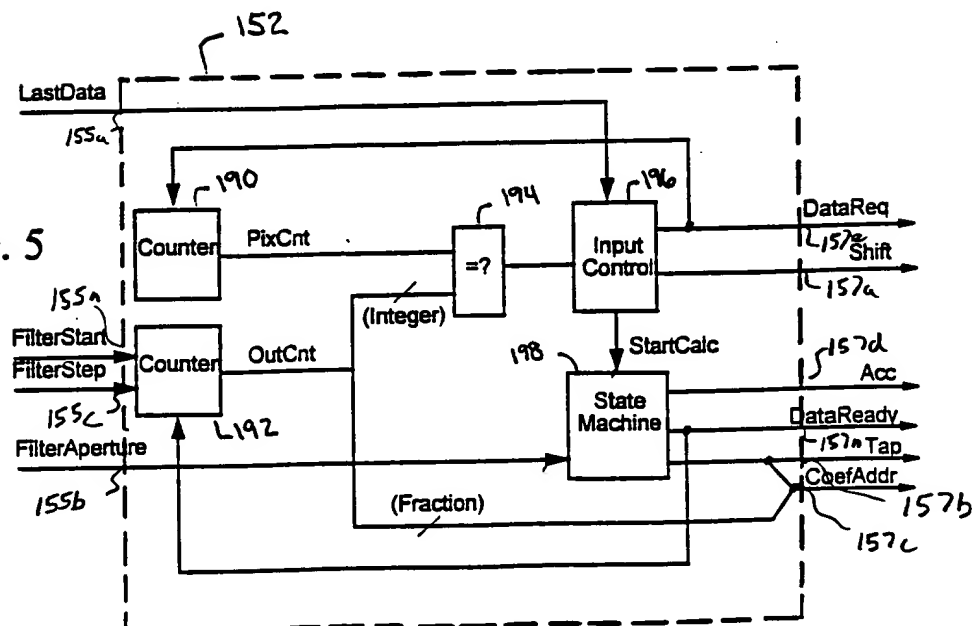 152
LastData
155a
190
194
196
Counter
PixCnt
=?
Input
Control
DataReq
157e
Shift
157a
. 5
155n
(Integer)
FilterStart
FilterStep
Counter
OutCnt
StartCalc
198
157d
155c
192
State
Machine
Acc
DataReady
FilterAperture
157n
Tap
155b
(Fraction)
CoefAddr
157b
157c